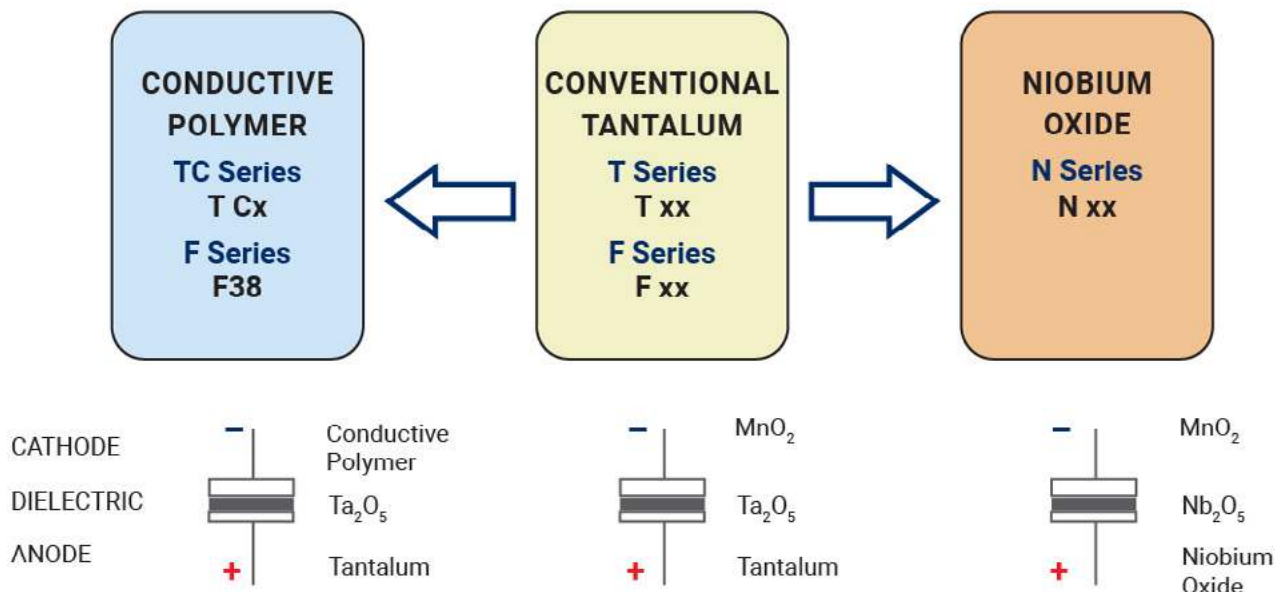 CONDUCTIVE
POLYMER
TC Series
T Cx
F Series
F38
CONVENTIONAL
TANTALUM
T Series
T xx
F Series
F xx
NIOBIUM
OXIDE
N Series
N xx
CATHODE
DIELECTRIC
ANODE
−
Conductive
Polymer
Ta₂O₅
+
Tantalum
−
MnO₂
Ta₂O₅
+
Tantalum
−
MnO₂
Nb₂O₅
+
Niobium
Oxide